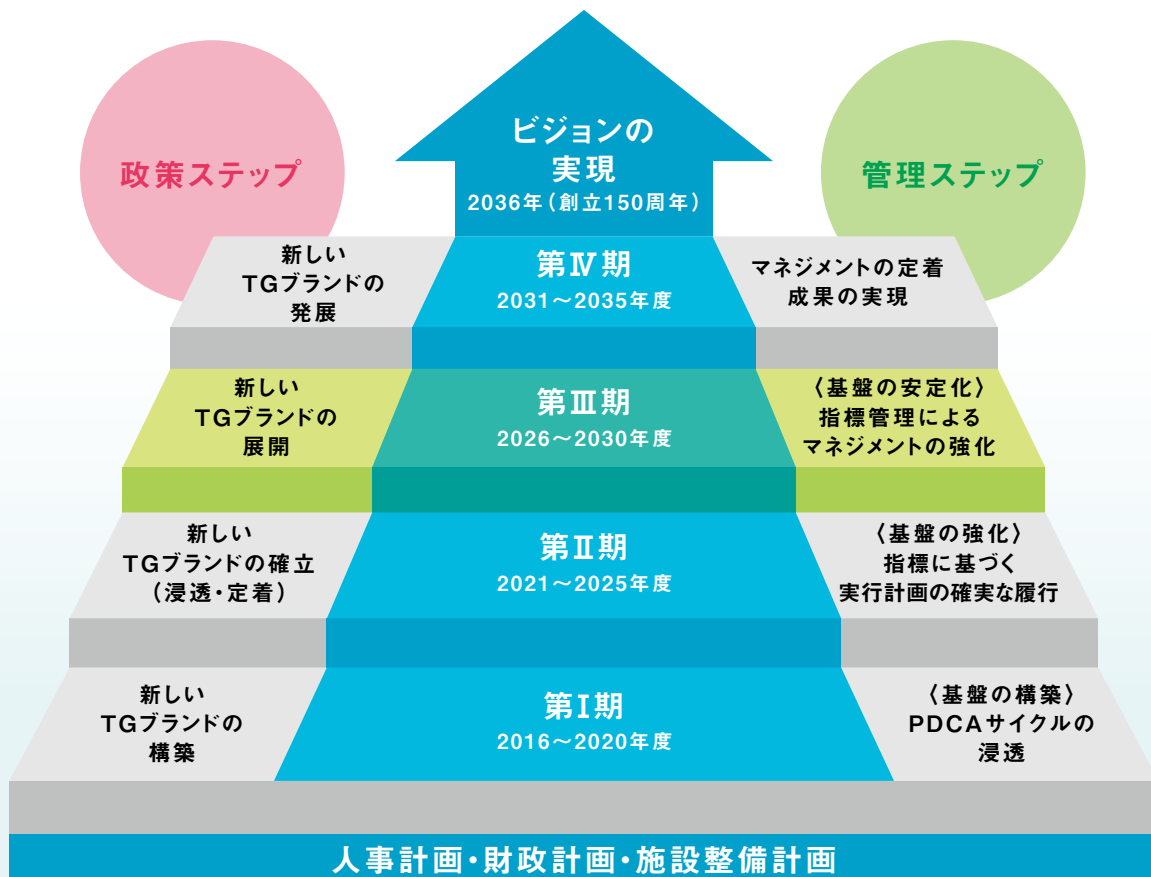 政策ステップ
ビジョンの
実現
2036年（創立150周年）
管理ステップ
新しい
TGブランドの
発展
第Ⅳ期
2031～2035年度
マネジメントの定着
成果の実現
新しい
TGブランドの
展開
第Ⅲ期
2026～2030年度
〈基盤の安定化〉
指標管理による
マネジメントの強化
新しい
TGブランドの確立
（浸透・定着）
第Ⅱ期
2021～2025年度
〈基盤の強化〉
指標に基づく
実行計画の確実な履行
新しい
TGブランドの
構築
第Ⅰ期
2016～2020年度
〈基盤の構築〉
PDCAサイクルの
浸透
人事計画・財政計画・施設整備計画